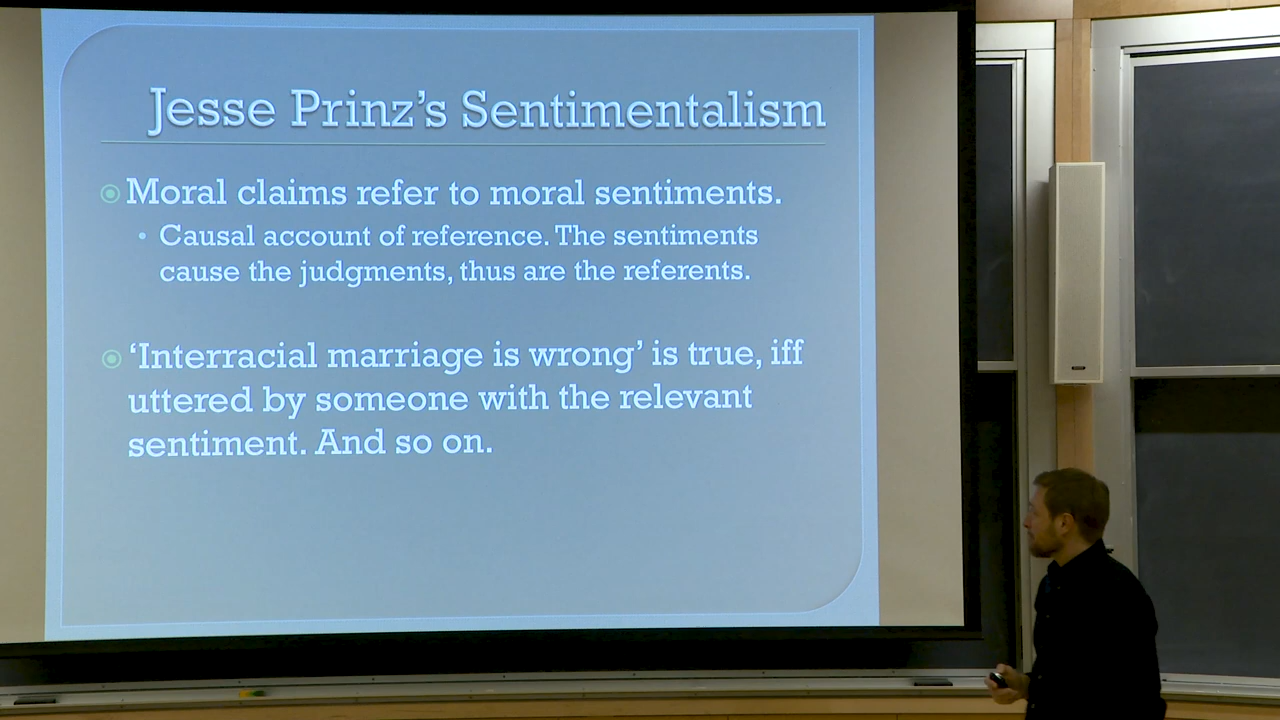 Jesse Prinz's Sentimentalism
Moral claims refer to moral sentiments.
Causal account of reference. The sentiments
cause the judgments, thus are the referents.
‘Interracial marriage is wrong’ is true, iff
uttered by someone with the relevant
sentiment. And so on.